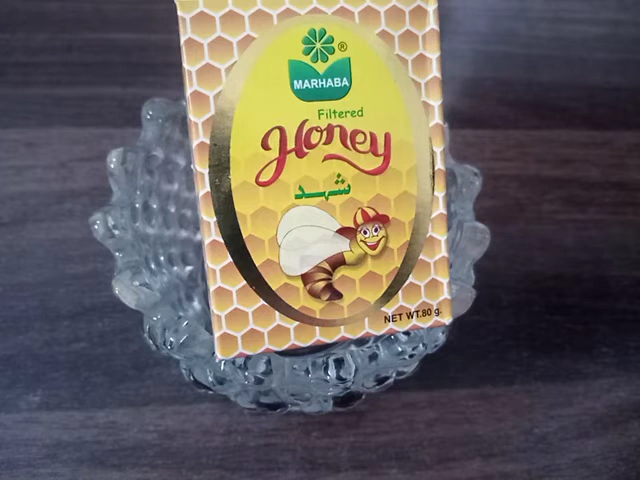 ®
MARHABA
Filtered
Honey
شہد
NET WT.80 g.